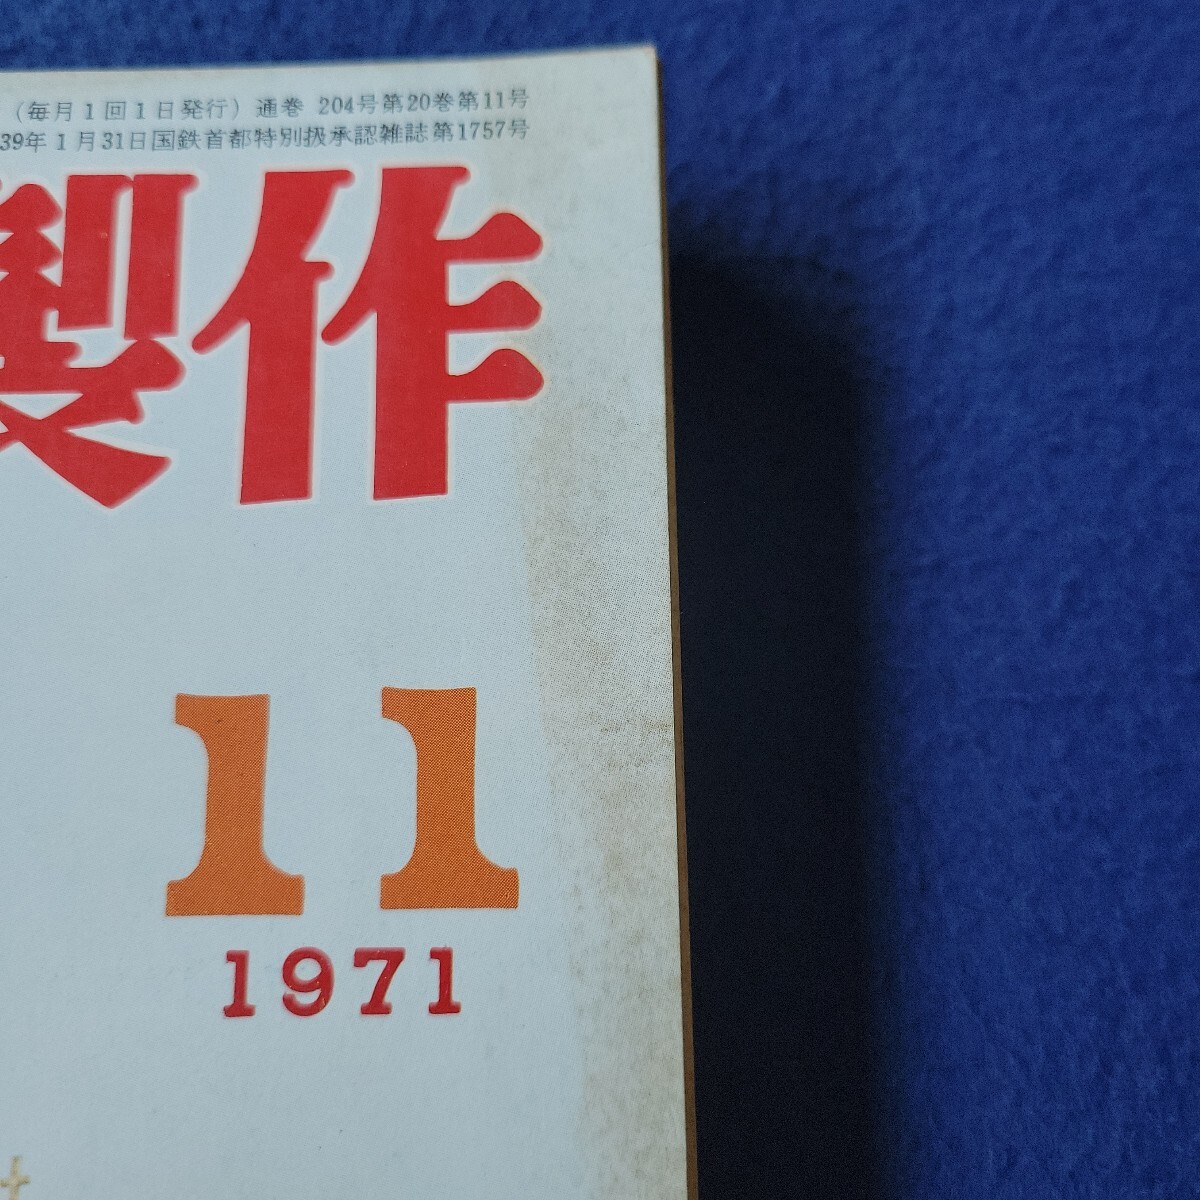 (毎月1回1日発行) 通巻 204号第20巻第11号
39年1月31日国鉄首都特別扱承認雑誌第1757号
製作
11
1971